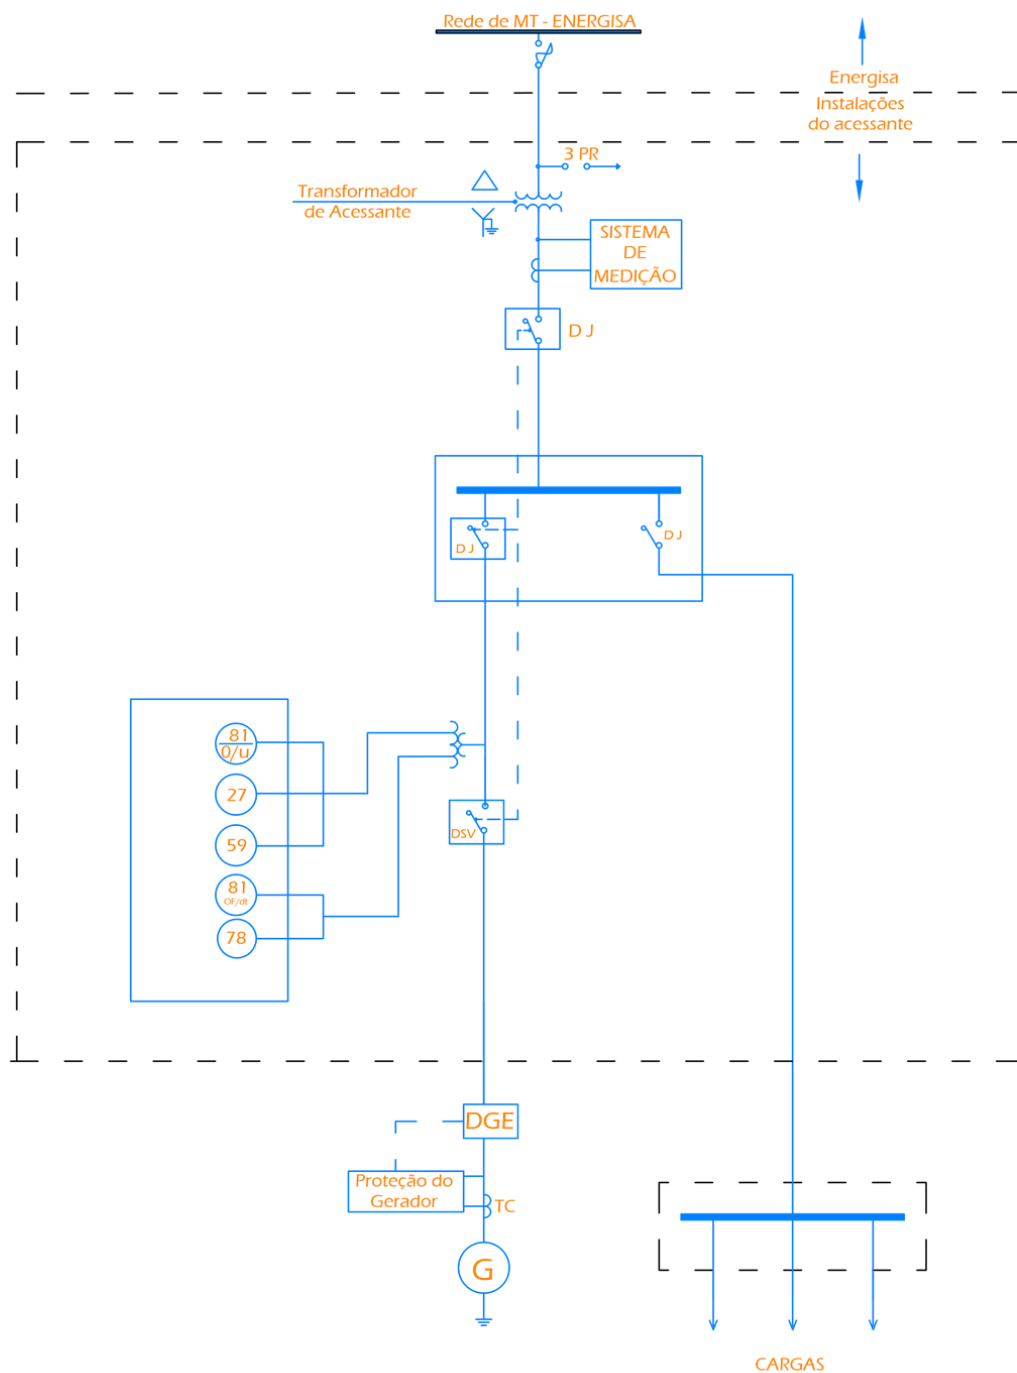 Rede de MT - ENERGISA
Energisa
Instalações
do acessante
3 PR
Transformador
de Acessante
SISTEMA
DE
MEDIÇÃO
D J
D J
D J
81
0/u
27
59
81
OF/dt
78
DSV
DGE
Proteção do
Gerador
TC
G
CARGAS